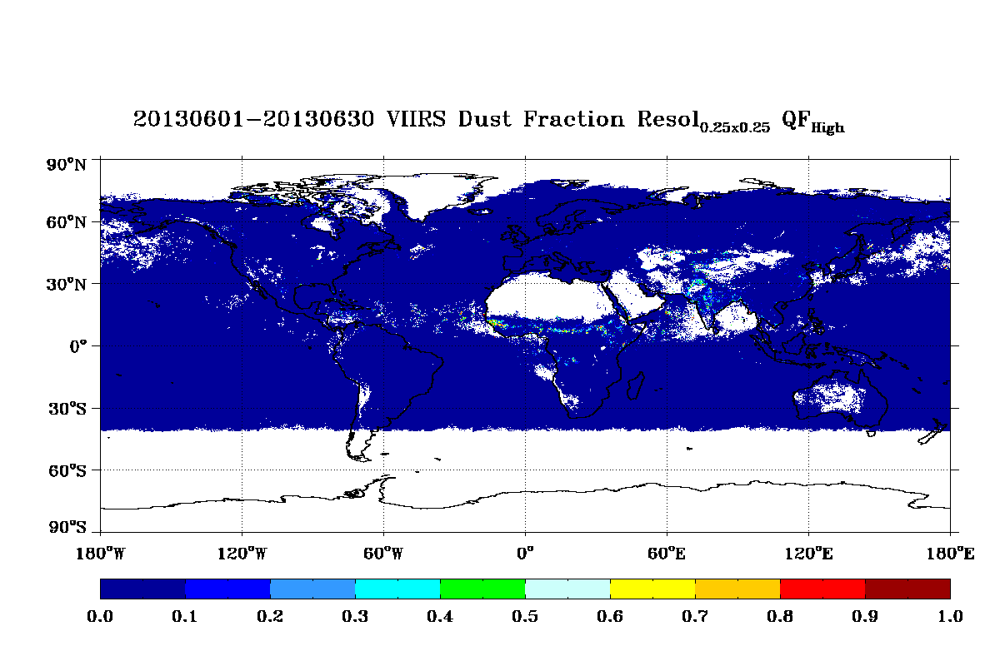 20130601-20130630 VIIRS Dust Fraction Resol0.25x0.25 QFHigh
90°N
60°N
30°N
0°
30°S
60°S
90°S
180°W 120°W 60°W 0° 60°E 120°E 180°E
0.0 0.1 0.2 0.3 0.4 0.5 0.6 0.7 0.8 0.9 1.0